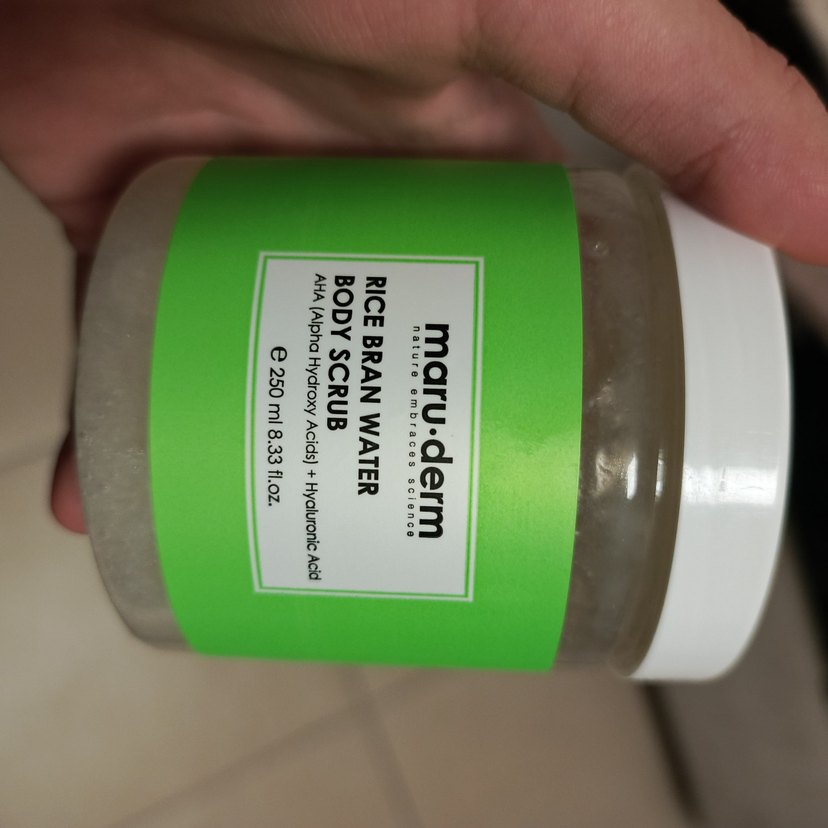 maru·derm
nature embraces science
RICE BRAN WATER
BODY SCRUB
AHA (Alpha Hydroxy Acids) + Hyaluronic Acid
e 250 ml 8.33 fl.oz.